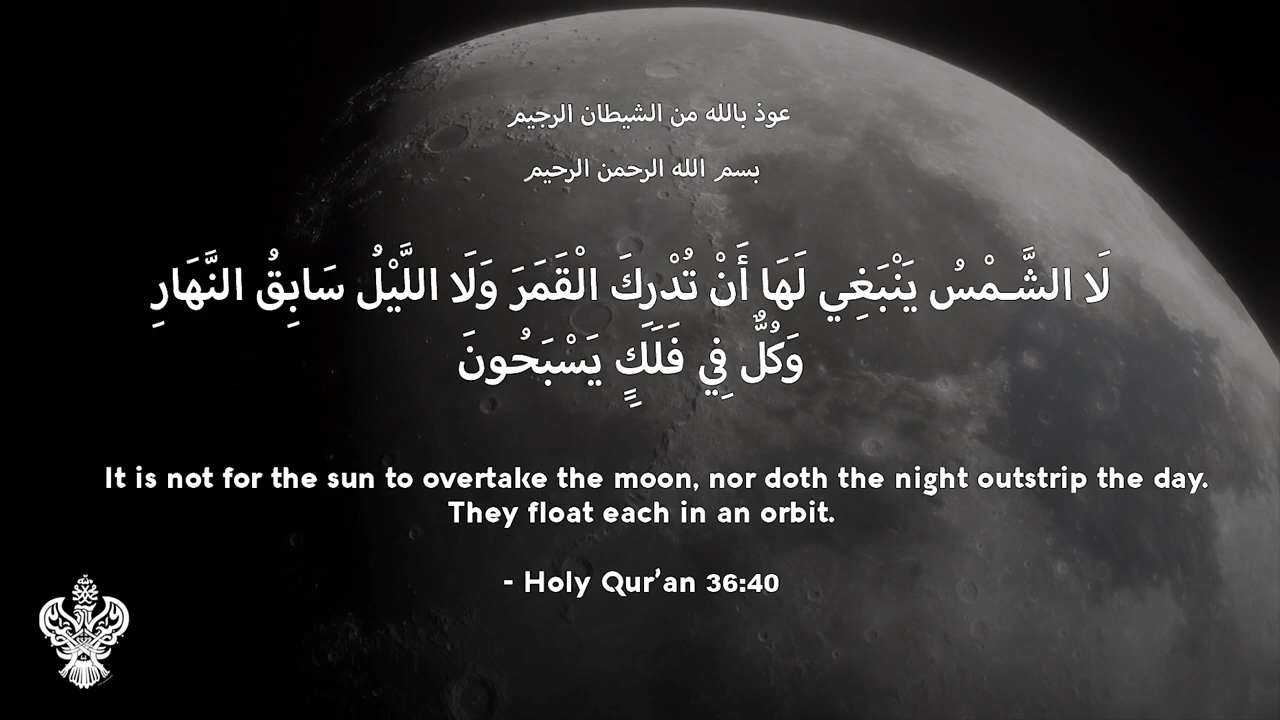 عوذ بالله من الشيطان الرجيم
بسم الله الرحمن الرحيم
لَا الشَّـمْسُ يَنْبَغِي لَهَا أَنْ تُدْرِكَ الْقَمَرَ وَلَا اللَّيْلُ سَابِقُ النَّهَارِ
وَكُلٌّ فِي فَلَكٍ يَسْبَحُونَ
It is not for the sun to overtake the moon, nor doth the night outstrip the day.
They float each in an orbit.
- Holy Qur'an 36:40